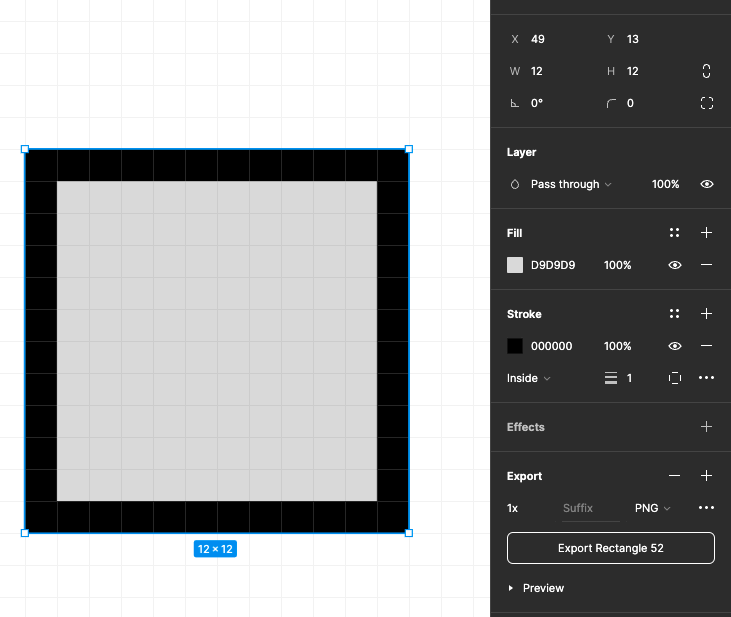 X 49 Y 13
W 12 H 12
0° 0
Layer
Pass through 100%
Fill
D9D9D9 100%
Stroke
000000 100%
Inside 1
Effects
Export
1x Suffix PNG
Export Rectangle 52
Preview
12 × 12